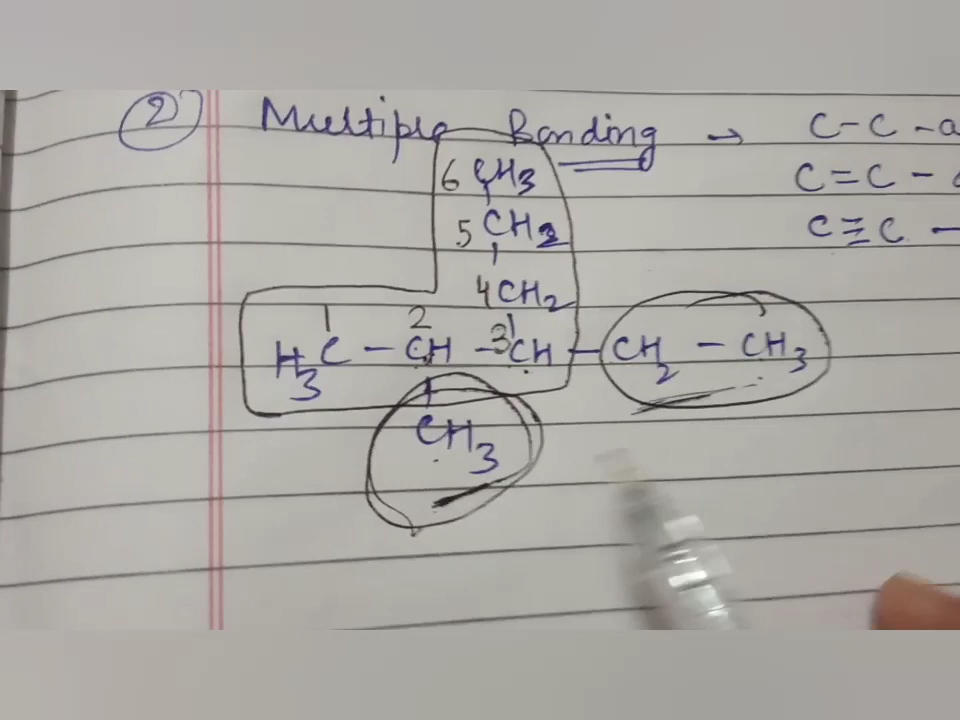 ② Multiple Bonding → C-C - a
6 CH3 C=C -
5 CH2 C≡C -
4 CH2
1 2 3
H3C - CH - CH - CH2 - CH3
CH3